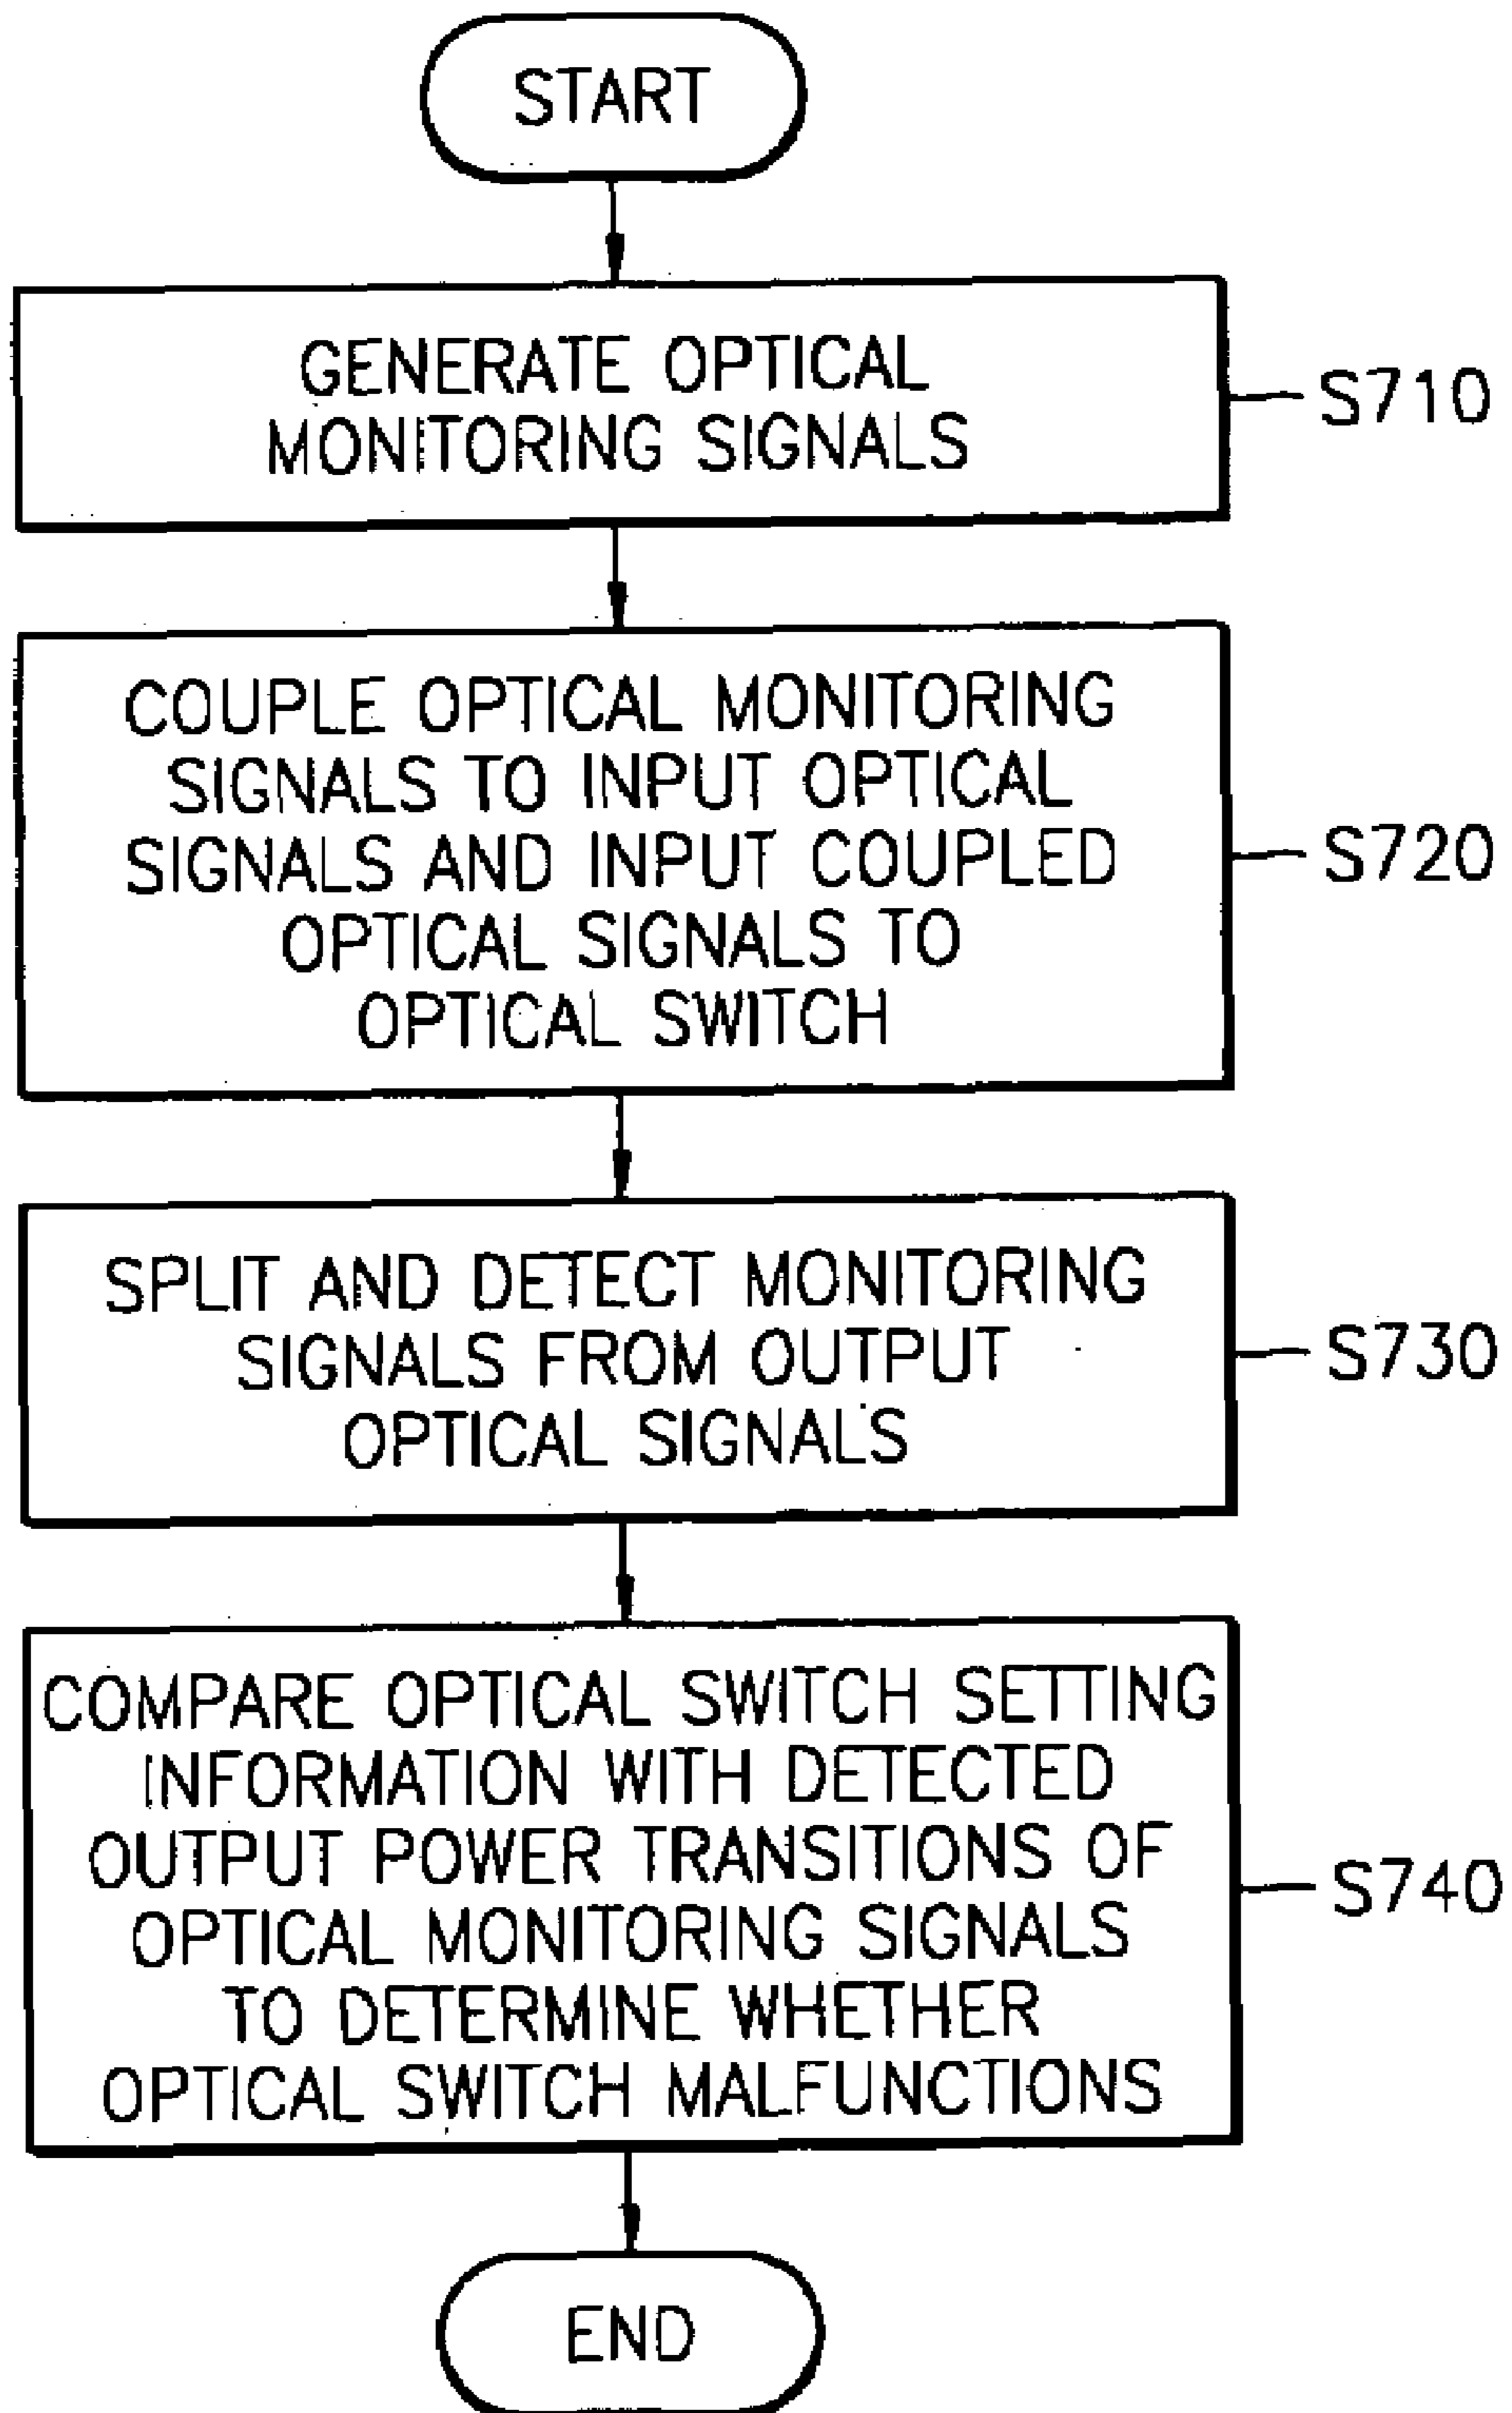 START
GENERATE OPTICAL
MONITORING SIGNALS
S710
COUPLE OPTICAL MONITORING
SIGNALS TO INPUT OPTICAL
SIGNALS AND INPUT COUPLED
OPTICAL SIGNALS TO
OPTICAL SWITCH
S720
SPLIT AND DETECT MONITORING
SIGNALS FROM OUTPUT
OPTICAL SIGNALS
S730
COMPARE OPTICAL SWITCH SETTING
INFORMATION WITH DETECTED
OUTPUT POWER TRANSITIONS OF
OPTICAL MONITORING SIGNALS
TO DETERMINE WHETHER
OPTICAL SWITCH MALFUNCTIONS
S740
END